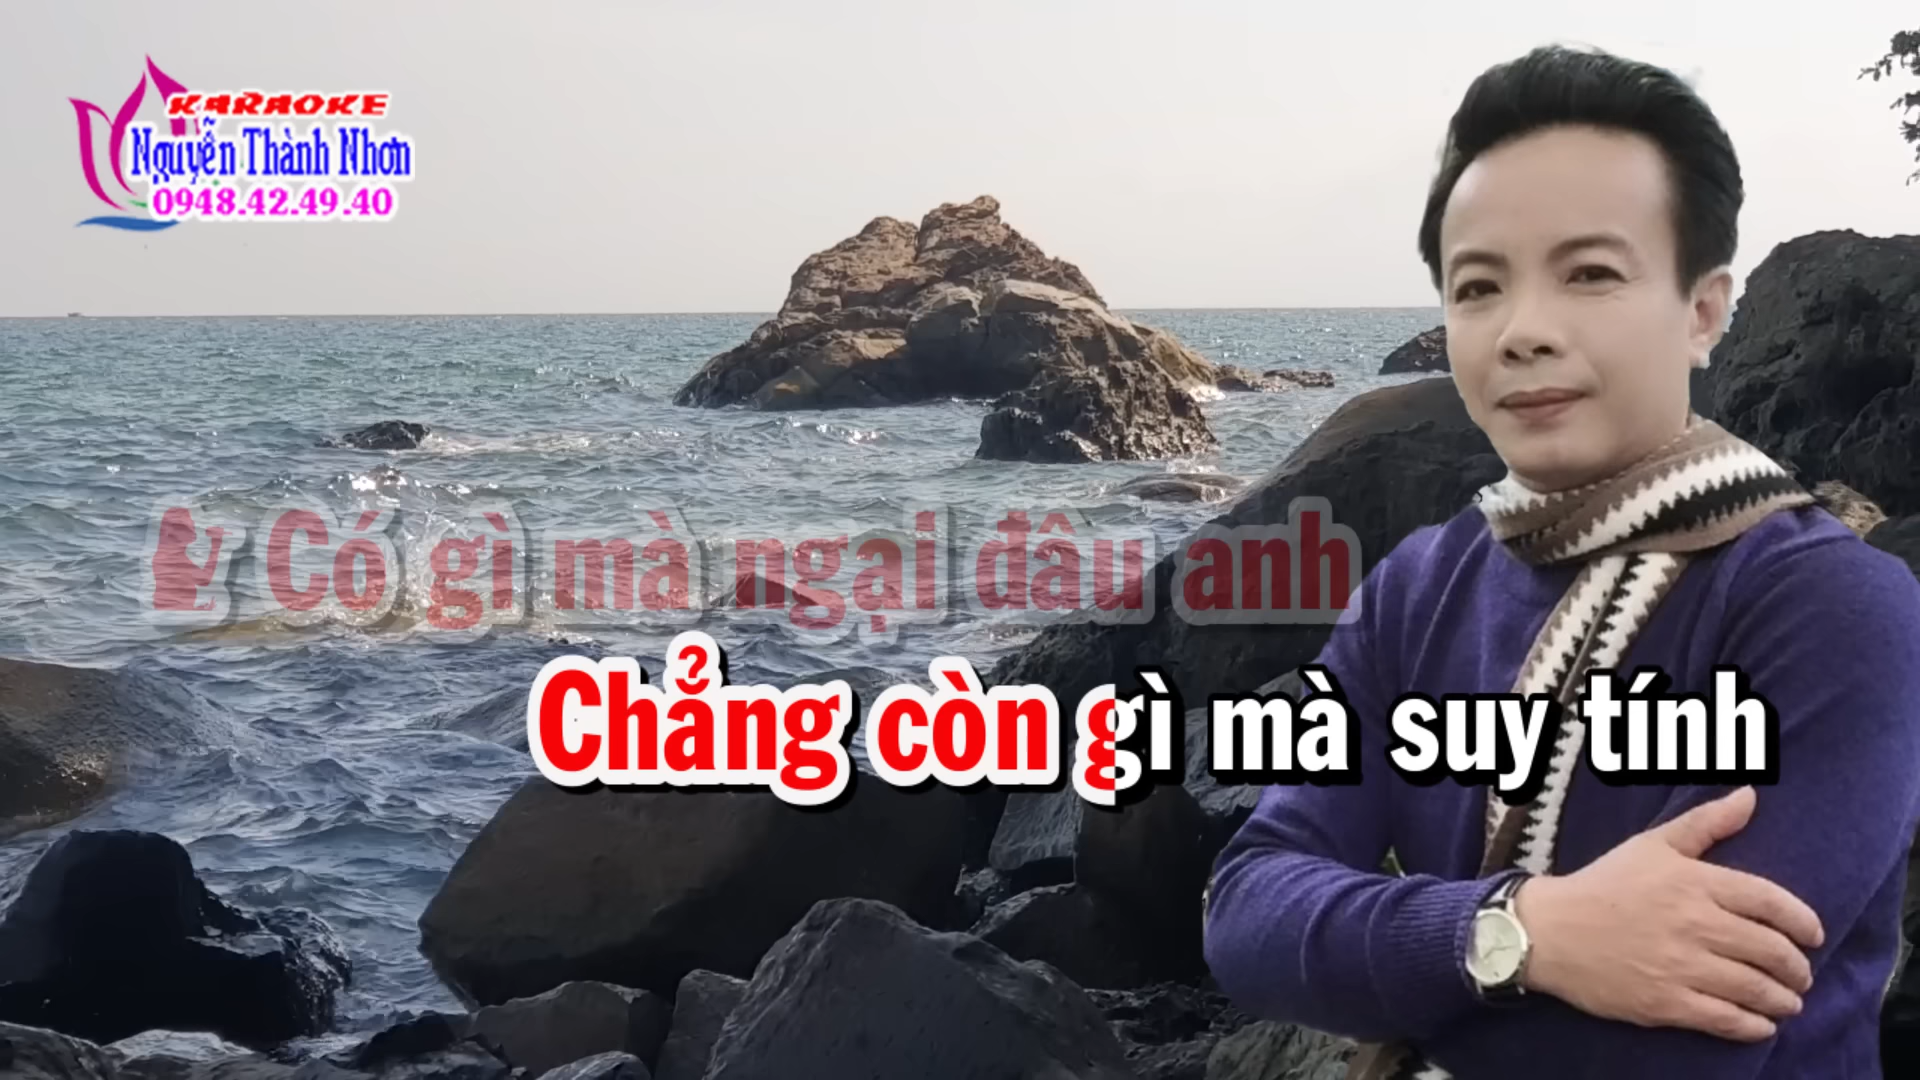 KARAOKE
Nguyễn Thành Nhơn
0948.42.49.40
Có gì mà ngại đâu anh
Chẳng còn gì mà suy tính